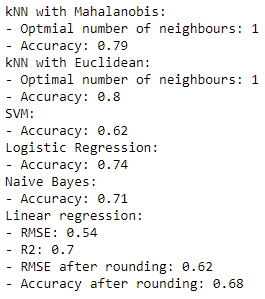 kNN with Mahalanobis:
- Optmial number of neighbours: 1
- Accuracy: 0.79
kNN with Euclidean:
- Optimal number of neighbours: 1
- Accuracy: 0.8
SVM:
- Accuracy: 0.62
Logistic Regression:
- Accuracy: 0.74
Naive Bayes:
- Accuracy: 0.71
Linear regression:
- RMSE: 0.54
- R2: 0.7
- RMSE after rounding: 0.62
- Accuracy after rounding: 0.68